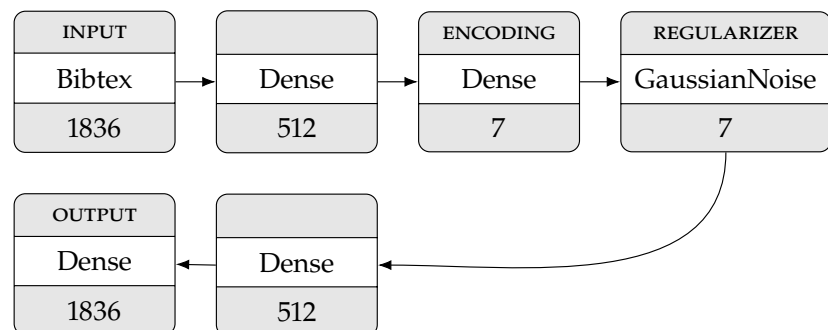 INPUT
Bibtex
1836
Dense
512
ENCODING
Dense
7
REGULARIZER
GaussianNoise
7
OUTPUT
Dense
1836
Dense
512